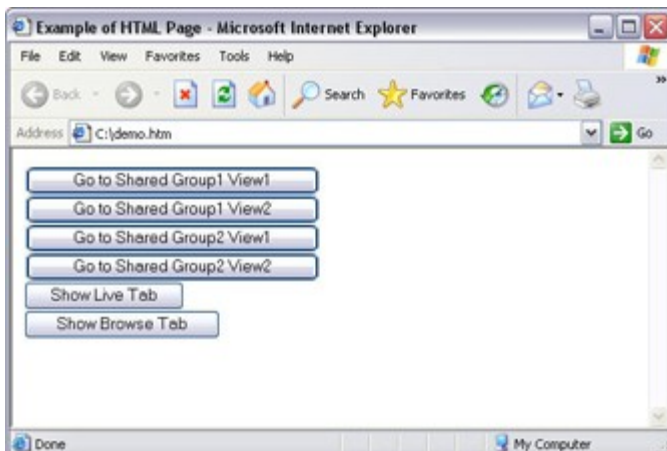 Example of HTML Page - Microsoft Internet Explorer
File Edit View Favorites Tools Help
Back Search Favorites
Address C:\demo.htm Go
Go to Shared Group1 View1
Go to Shared Group1 View2
Go to Shared Group2 View1
Go to Shared Group2 View2
Show Live Tab
Show Browse Tab
Done My Computer